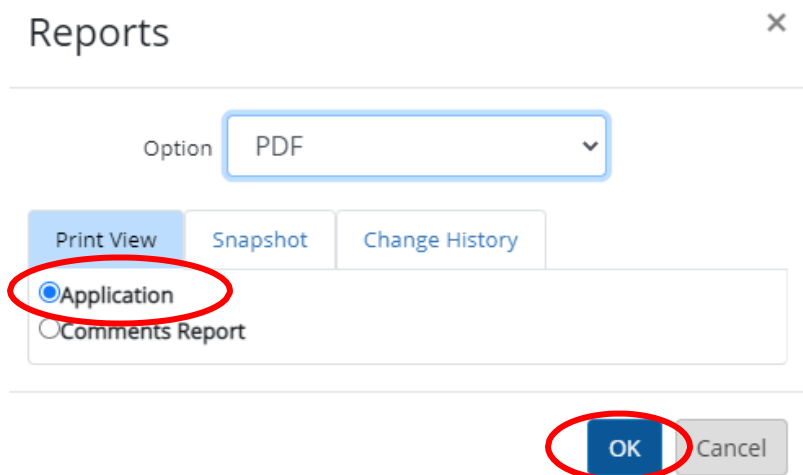 Reports ×
Option PDF
Print View Snapshot Change History
Application
Comments Report
OK Cancel